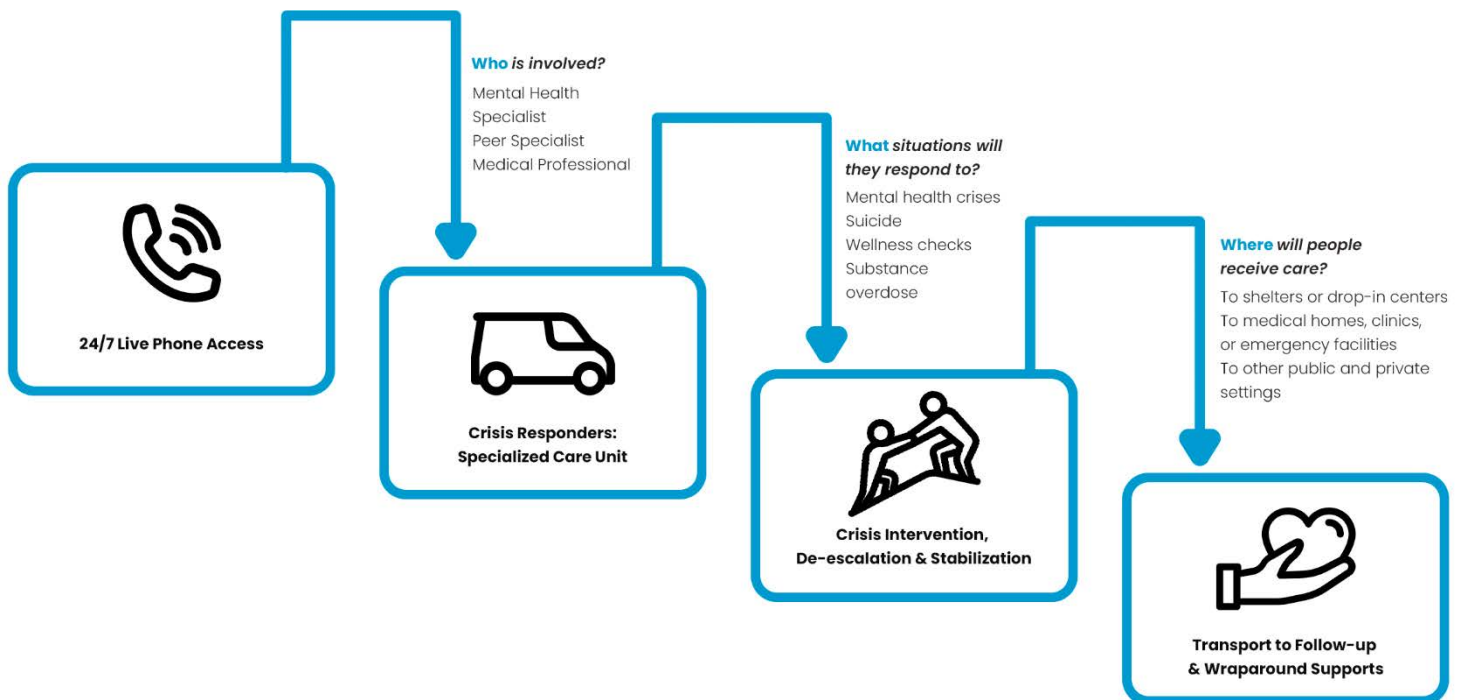 Who is involved?
Mental Health
Specialist
Peer Specialist
Medical Professional
24/7 Live Phone Access
What situations will
they respond to?
Mental health crises
Suicide
Wellness checks
Substance
overdose
Crisis Responders:
Specialized Care Unit
Where will people
receive care?
To shelters or drop-in centers
To medical homes, clinics,
or emergency facilities
To other public and private
settings
Crisis Intervention,
De-escalation & Stabilization
Transport to Follow-up
& Wraparound Supports